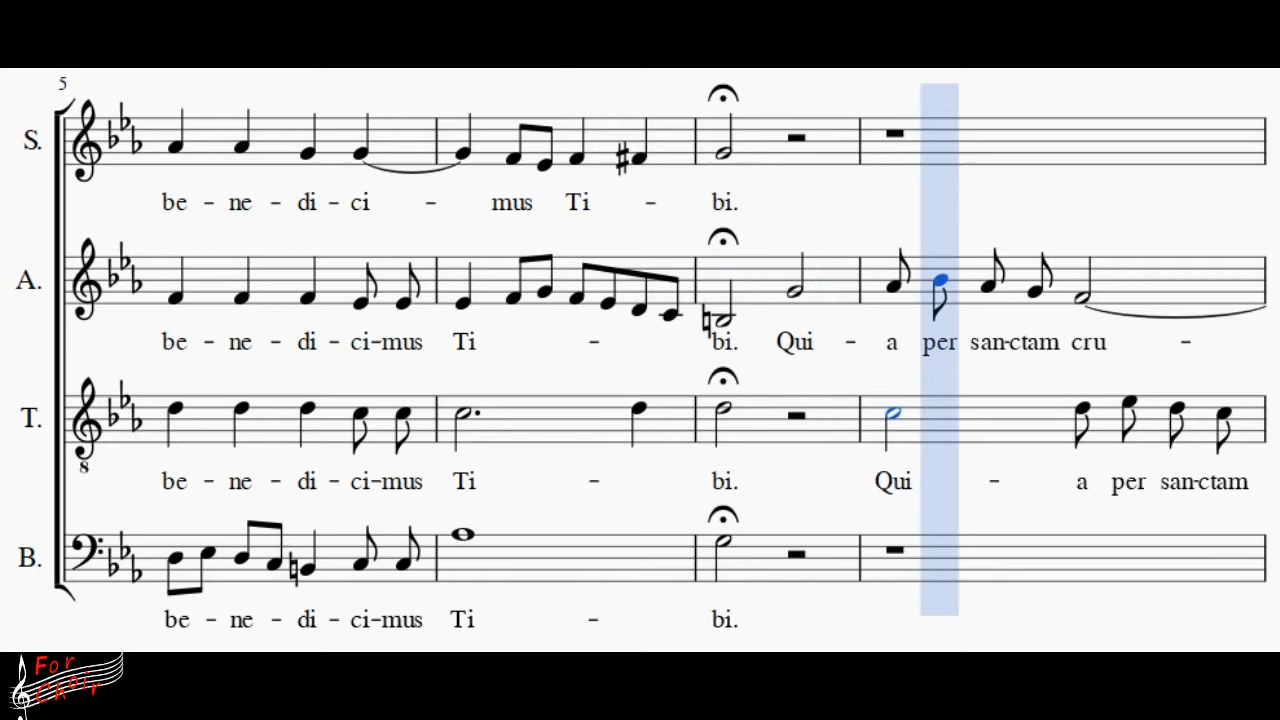 5
S.
be - ne - di - ci - mus Ti - bi.
A.
be - ne - di - ci-mus Ti - bi. Qui - a per san-ctam cru -
T.
8
be - ne - di - ci-mus Ti - bi. Qui - a per san-ctam
B.
be - ne - di - ci-mus Ti - bi.
For
Choir